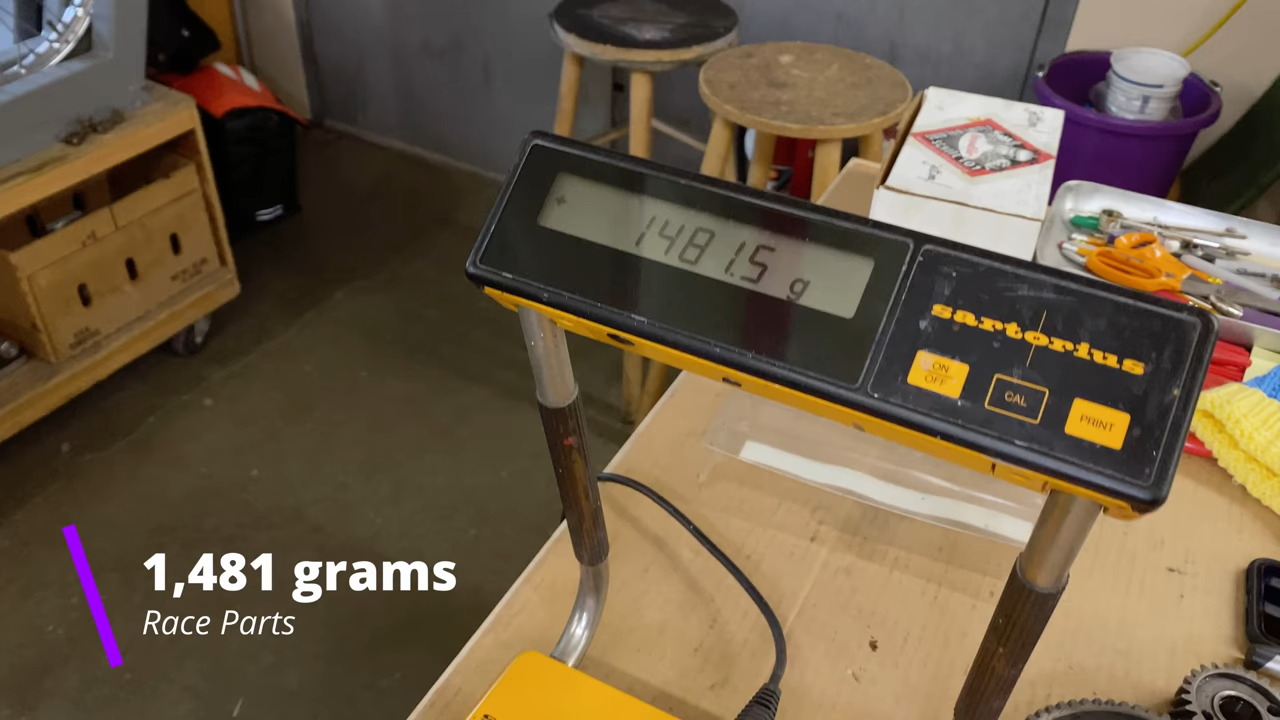 + 1481.5 g
sartorius
ON
OFF
CAL
PRINT
1,481 grams
Race Parts